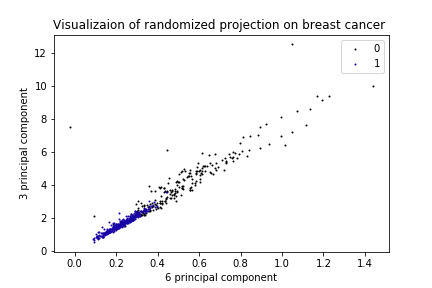 Visualizaion of randomized projection on breast cancer
0
1
12
10
8
6
4
2
0
3 principal component
0.0 0.2 0.4 0.6 0.8 1.0 1.2 1.4
6 principal component